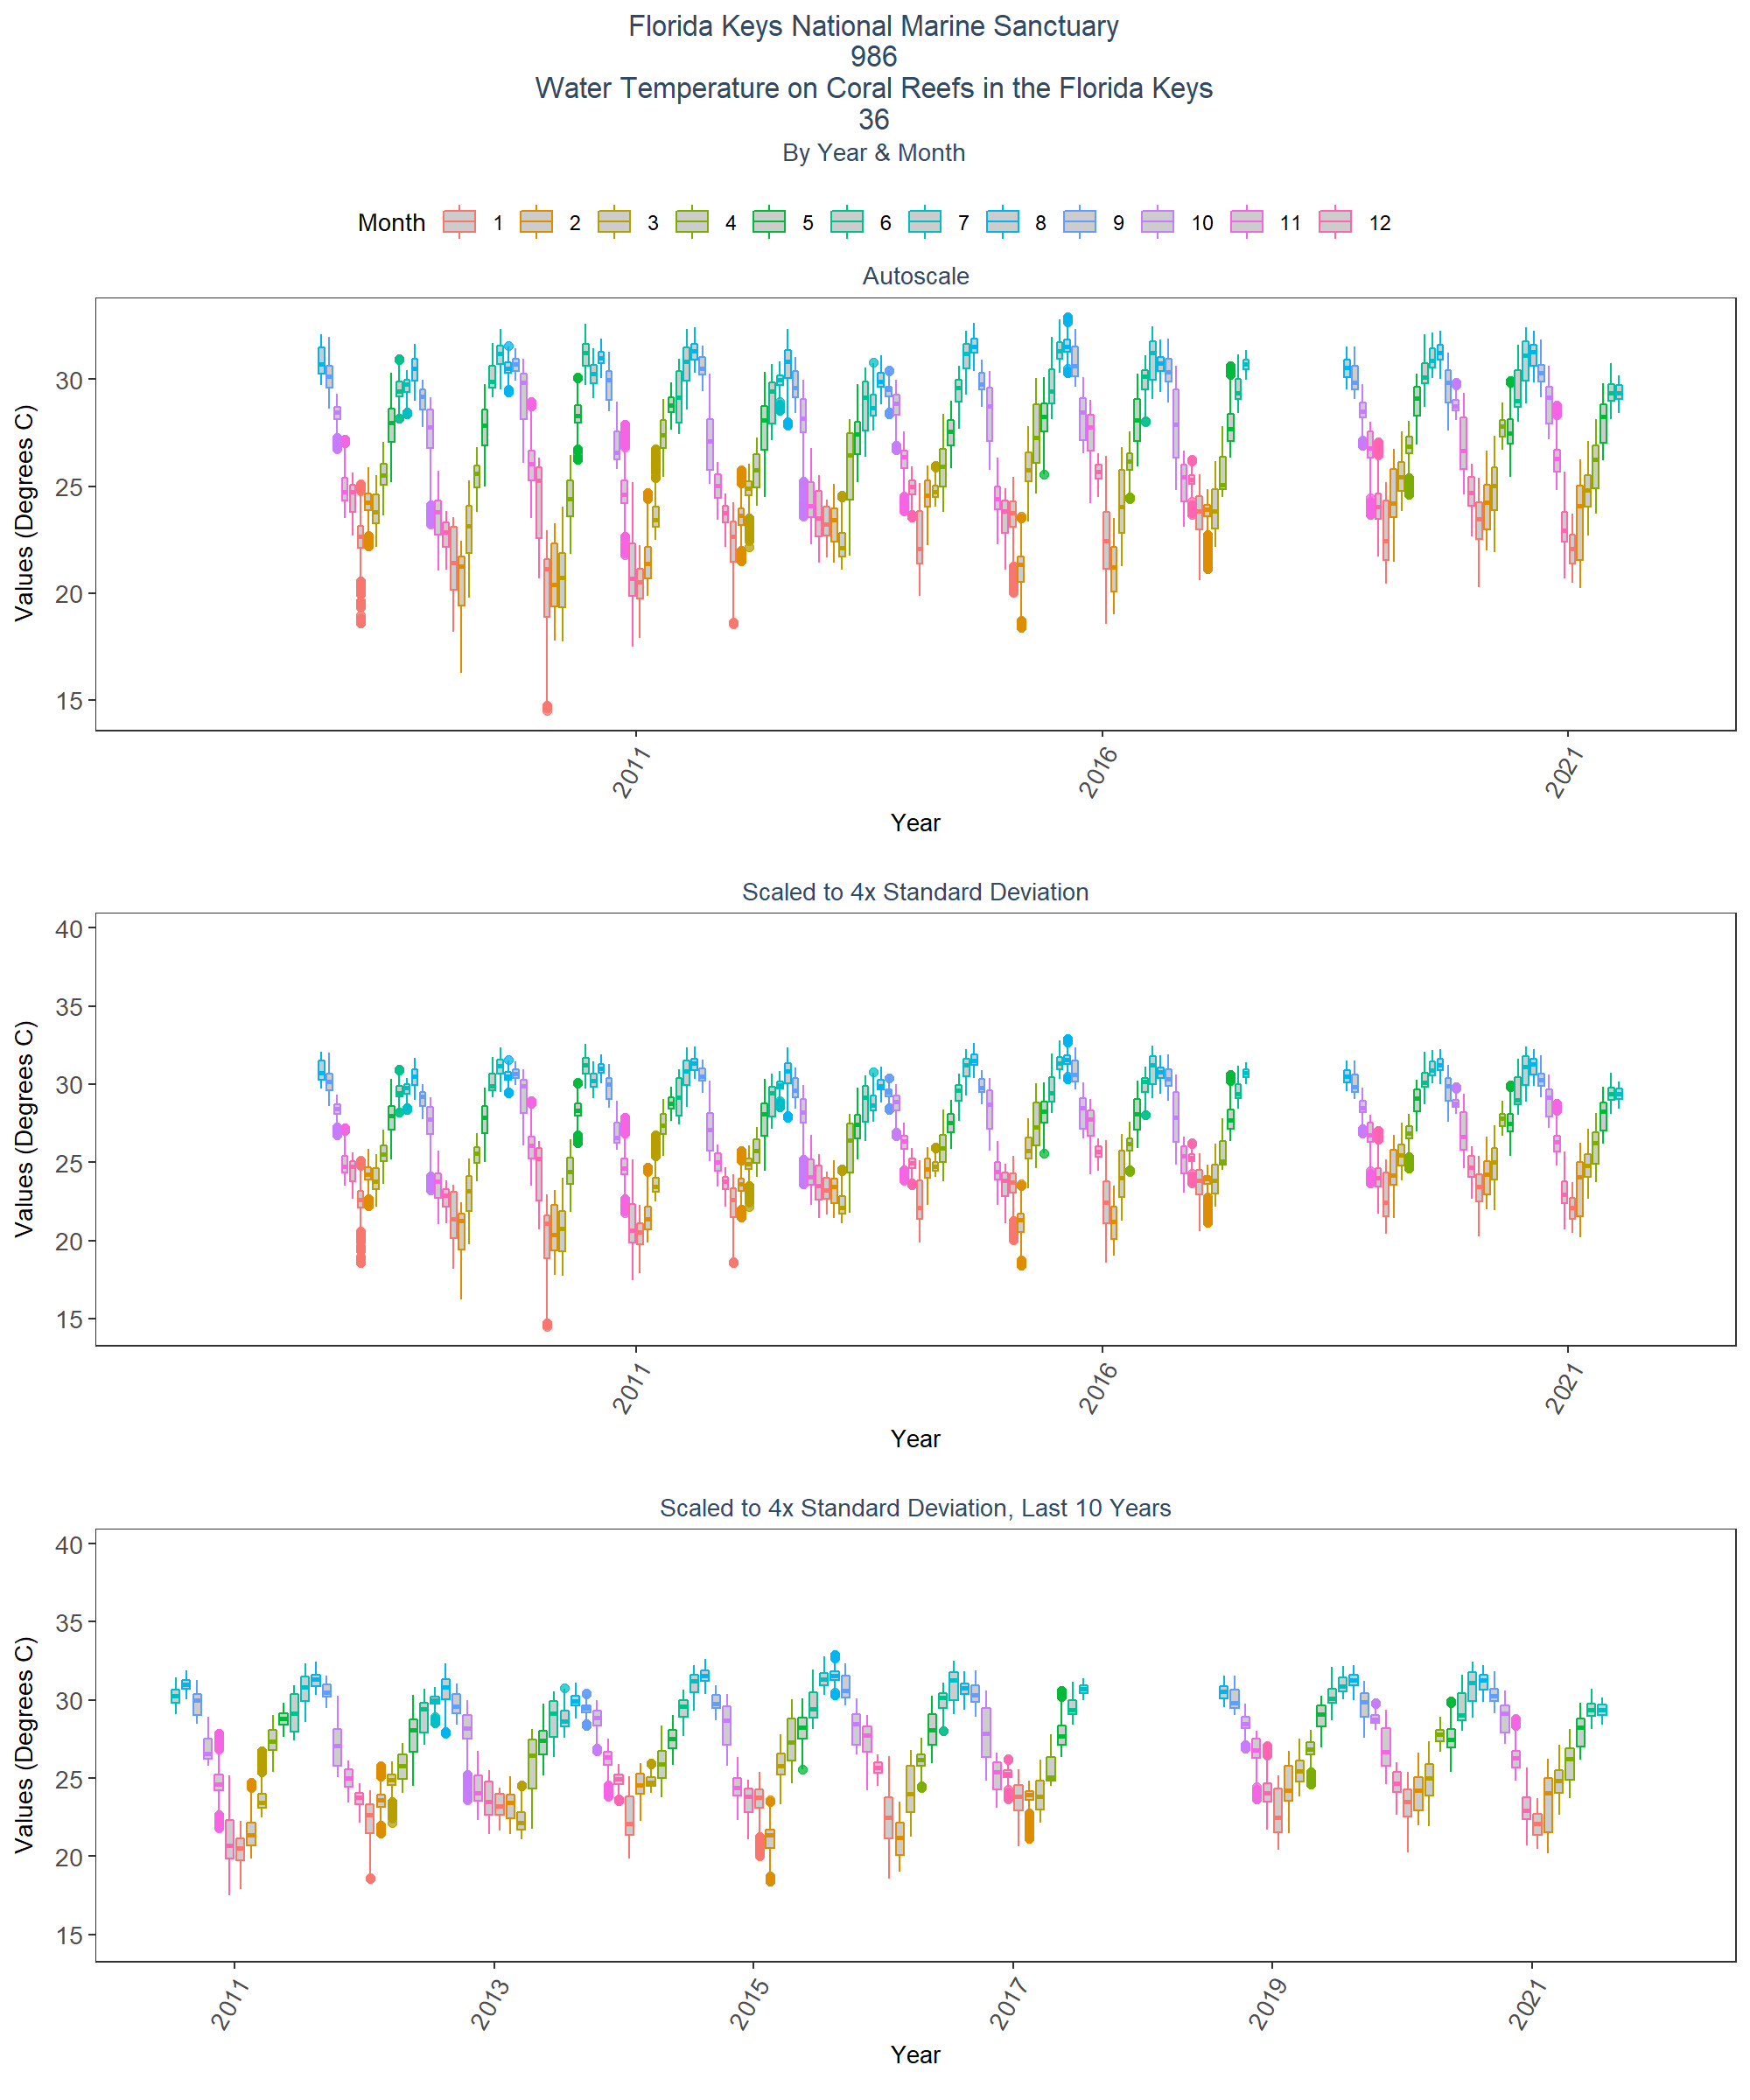 Florida Keys National Marine Sanctuary
986
Water Temperature on Coral Reefs in the Florida Keys
36
By Year & Month
Month 1 2 3 4 5 6 7 8 9 10 11 12
Autoscale
Values (Degrees C)
30
25
20
15
2011 2016 2021
Year
Scaled to 4x Standard Deviation
Values (Degrees C)
40
35
30
25
20
15
2011 2016 2021
Year
Scaled to 4x Standard Deviation, Last 10 Years
Values (Degrees C)
40
35
30
25
20
15
2011 2013 2015 2017 2019 2021
Year